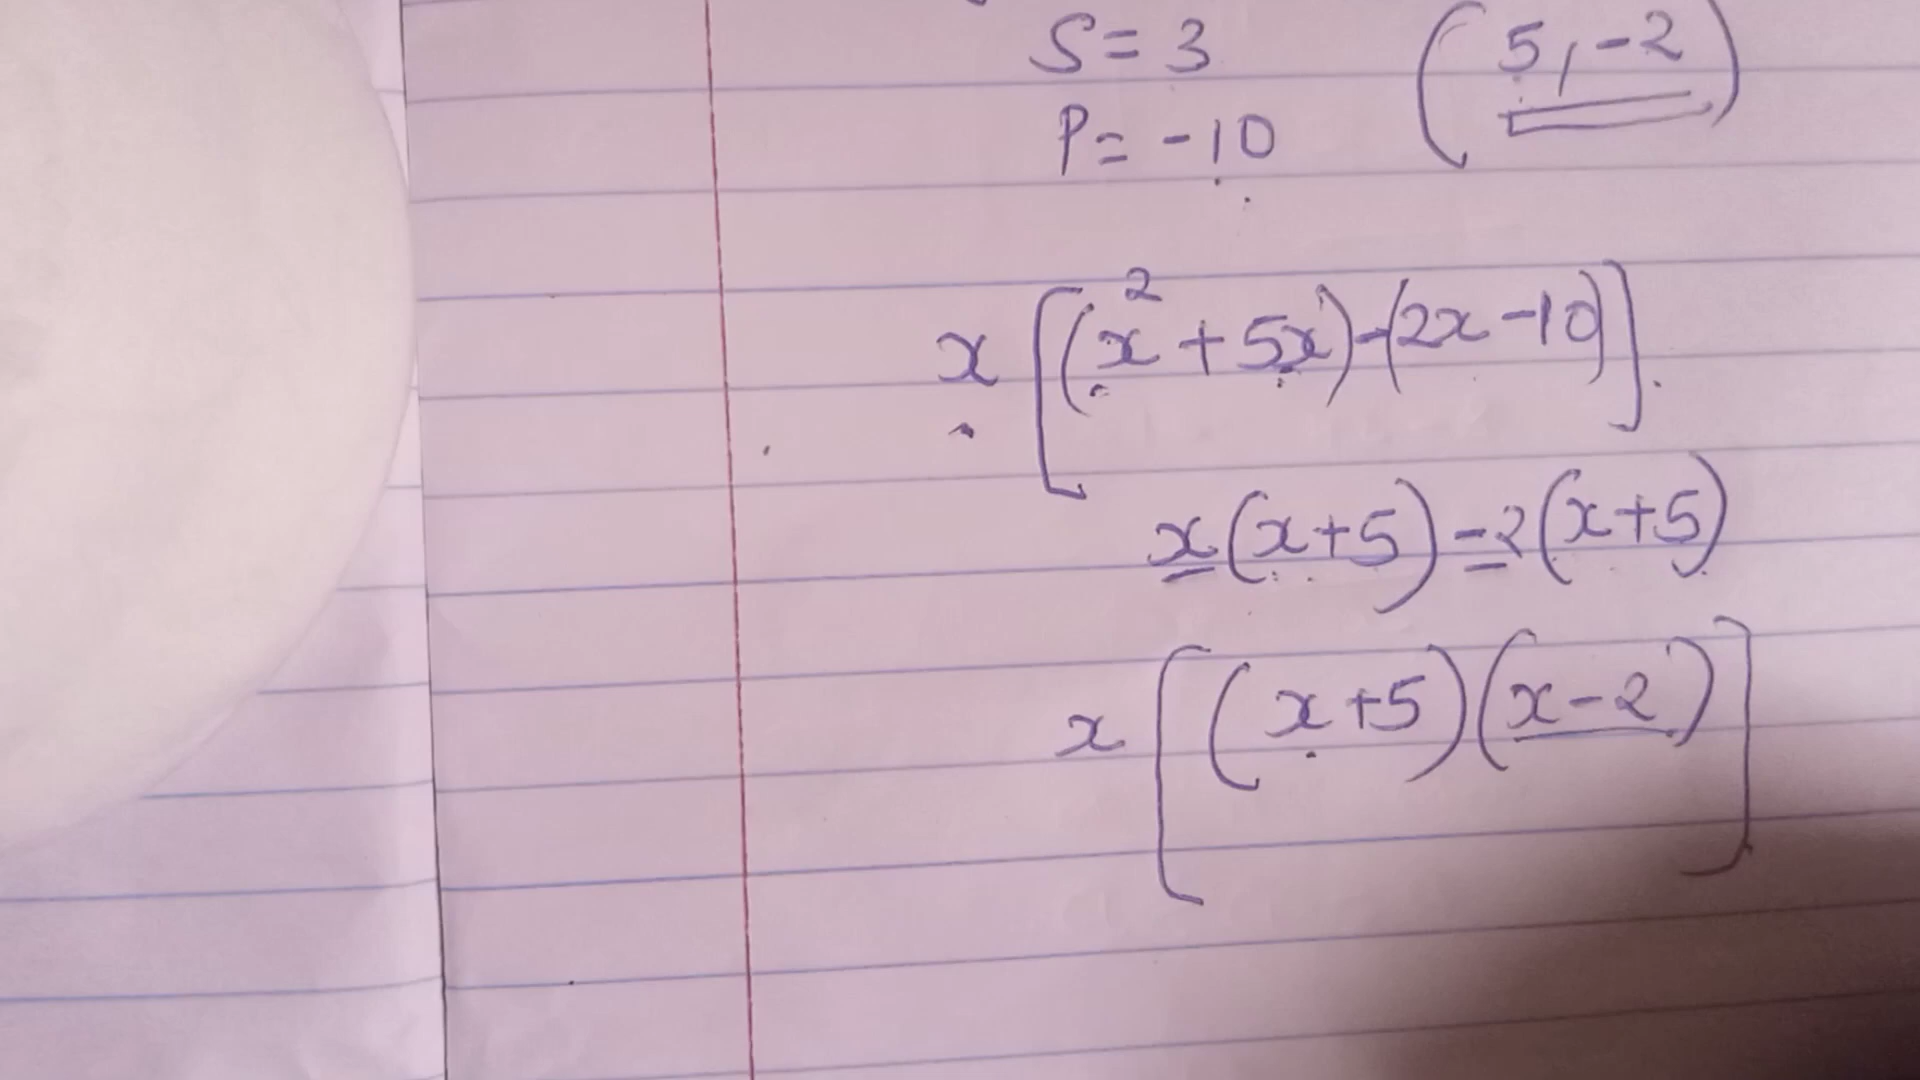 S = 3 ( 5, -2 )
P = -10
x [(x² + 5x) - (2x - 10)].
x(x+5) - 2(x+5)
x [(x+5)(x-2)]